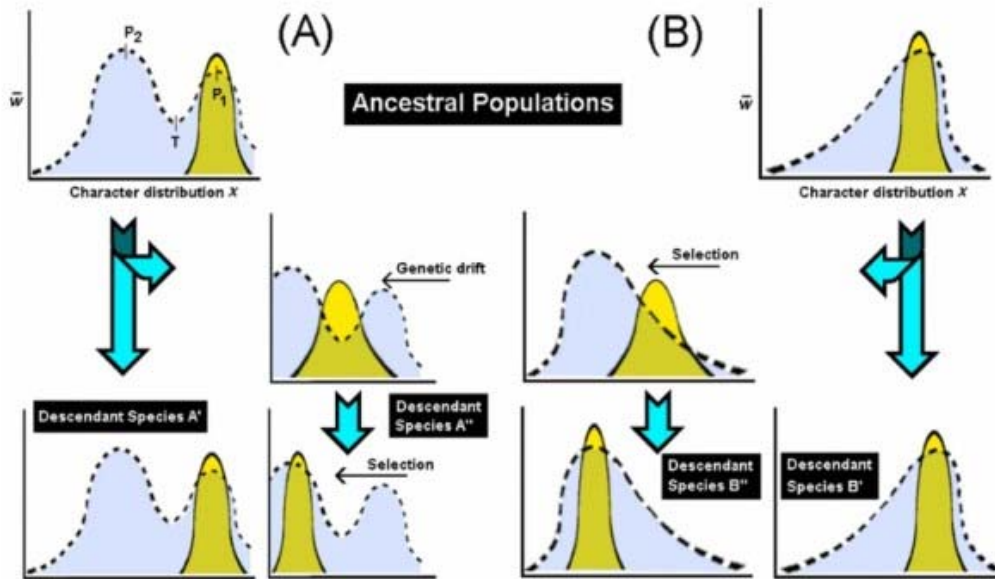 (A)
(B)
P₂
P₁
T
w̅
Character distribution x
Ancestral Populations
w̅
Character distribution x
Genetic drift
Selection
Descendant Species A'
Descendant
Species A"
Selection
Descendant
Species B"
Descendant
Species B'